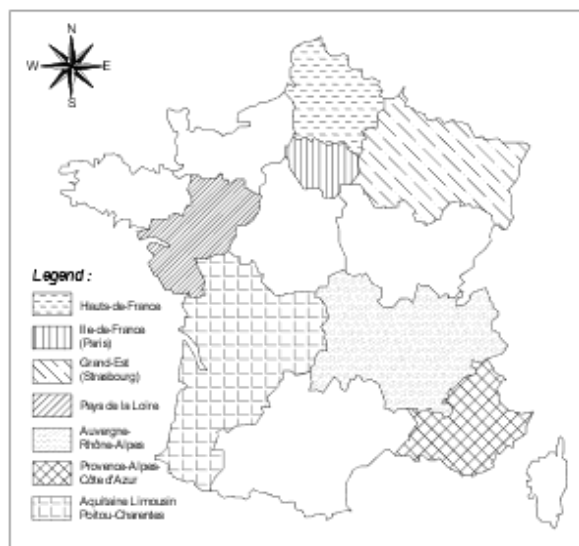 N
W E
S
Legend :
Hauts-de-France
Ile-de-France
(Paris)
Grand-Est
(Strasbourg)
Pays de la Loire
Auvergne-
Rhône-Alpes
Provence-Alpes-
Côte d'Azur
Aquitaine Limousin
Poitou-Charentes